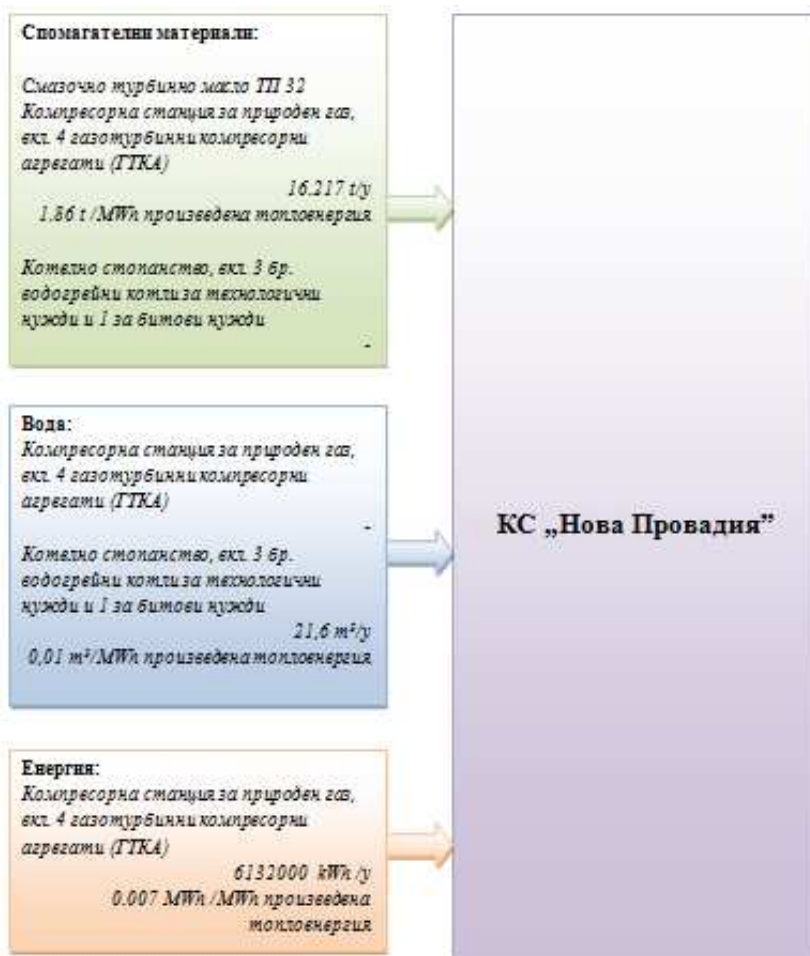 Спомагателни материали:
Смазочно турбинно масло ТП 32
Компресорна станция за природен газ,
вкл. 4 газотурбинни компресорни
агрегати (ГТКА)
16.217 t/y
1.86 t /MWh произведена топлоенергия
Котелно стопанство, вкл. 3 бр.
водогрейни котли за технологични
нужди и 1 за битови нужди
-
Вода:
Компресорна станция за природен газ,
вкл. 4 газотурбинни компресорни
агрегати (ГТКА)
-
Котелно стопанство, вкл. 3 бр.
водогрейни котли за технологични
нужди и 1 за битови нужди
21,6 m³/y
0,01 m³/MWh произведена топлоенергия
Енергия:
Компресорна станция за природен газ,
вкл. 4 газотурбинни компресорни
агрегати (ГТКА)
6132000 kWh /y
0.007 MWh /MWh произведена
топлоенергия
КС „Нова Провадия”